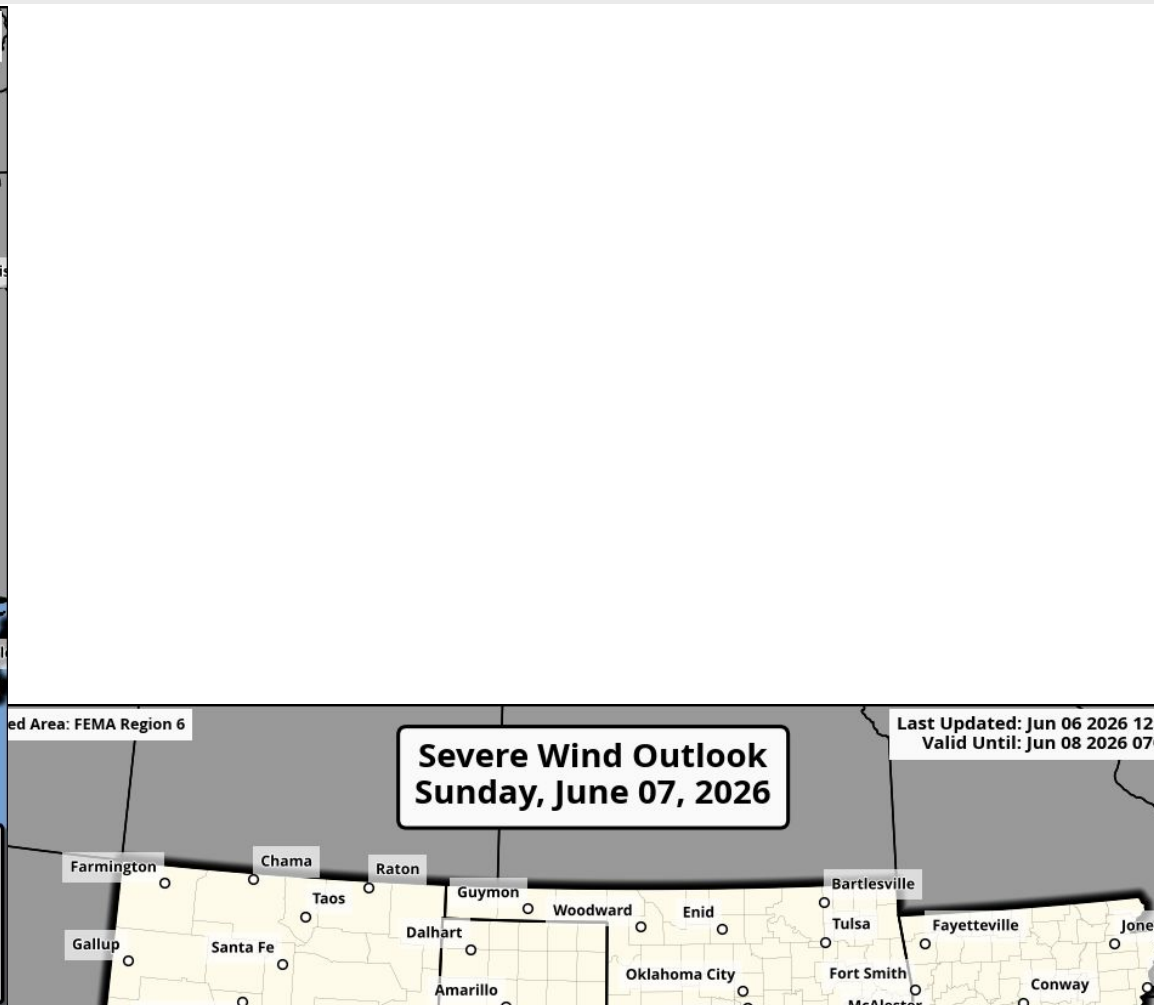 ed Area: FEMA Region 6
Severe Wind Outlook
Sunday, June 07, 2026
Last Updated: Jun 06 2026 12
Valid Until: Jun 08 2026 07
Farmington
Chama
Raton
Guymon
Bartlesville
Taos
Woodward
Enid
Tulsa
Fayetteville
Jone
Gallup
Santa Fe
Dalhart
Oklahoma City
Fort Smith
Amarillo
Conway
McAlester